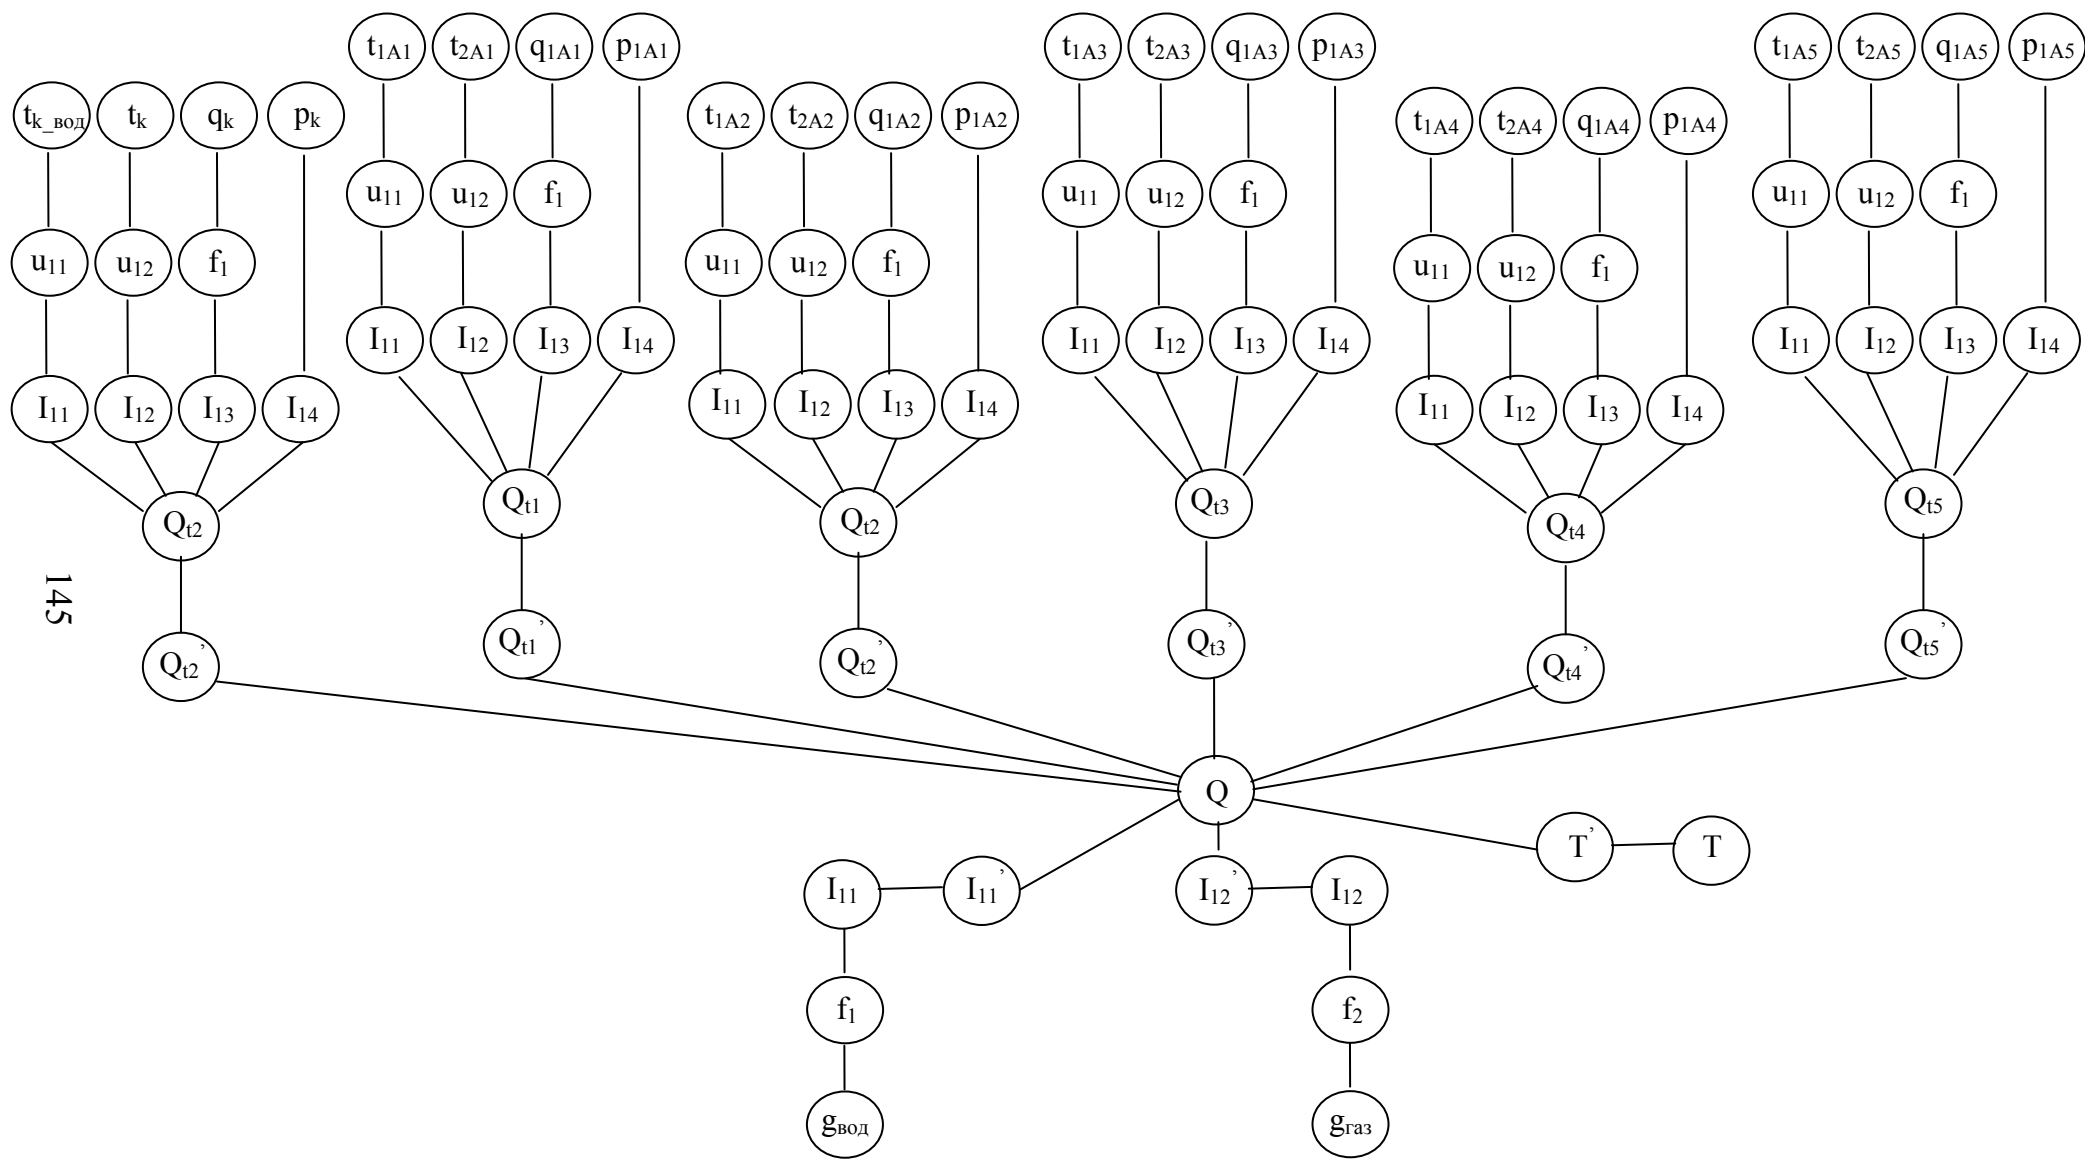 t1A1 t2A1 q1A1 p1A1 t1A3 t2A3 q1A3 p1A3 t1A5 t2A5 q1A5 p1A5
tk_вод tk qk pk t1A2 t2A2 q1A2 p1A2 t1A4 t2A4 q1A4 p1A4
u11 u12 f1 u11 u12 f1 u11 u12 f1
u11 u12 f1 u11 u12 f1 u11 u12 f1
I11 I12 I13 I14 I11 I12 I13 I14 I11 I12 I13 I14
I11 I12 I13 I14 I11 I12 I13 I14 I11 I12 I13 I14
Qt2 Qt1 Qt2 Qt3 Qt4 Qt5
145
Qt2’ Qt1’ Qt2’ Qt3’ Qt4’ Qt5’
Q
T’ T
I11 I11’ I12’ I12
f1 f2
gвод gгаз